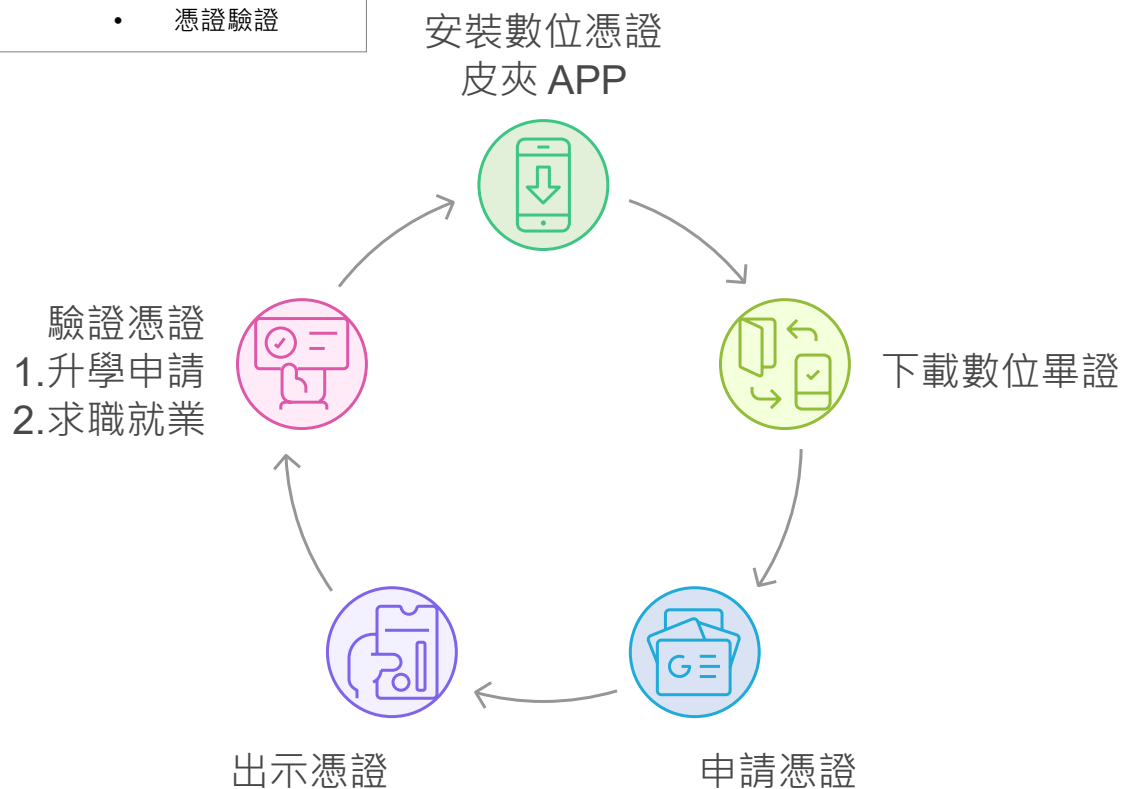 • 憑證驗證
安裝數位憑證
皮夾 APP
下載數位畢證
申請憑證
出示憑證
驗證憑證
1.升學申請
2.求職就業